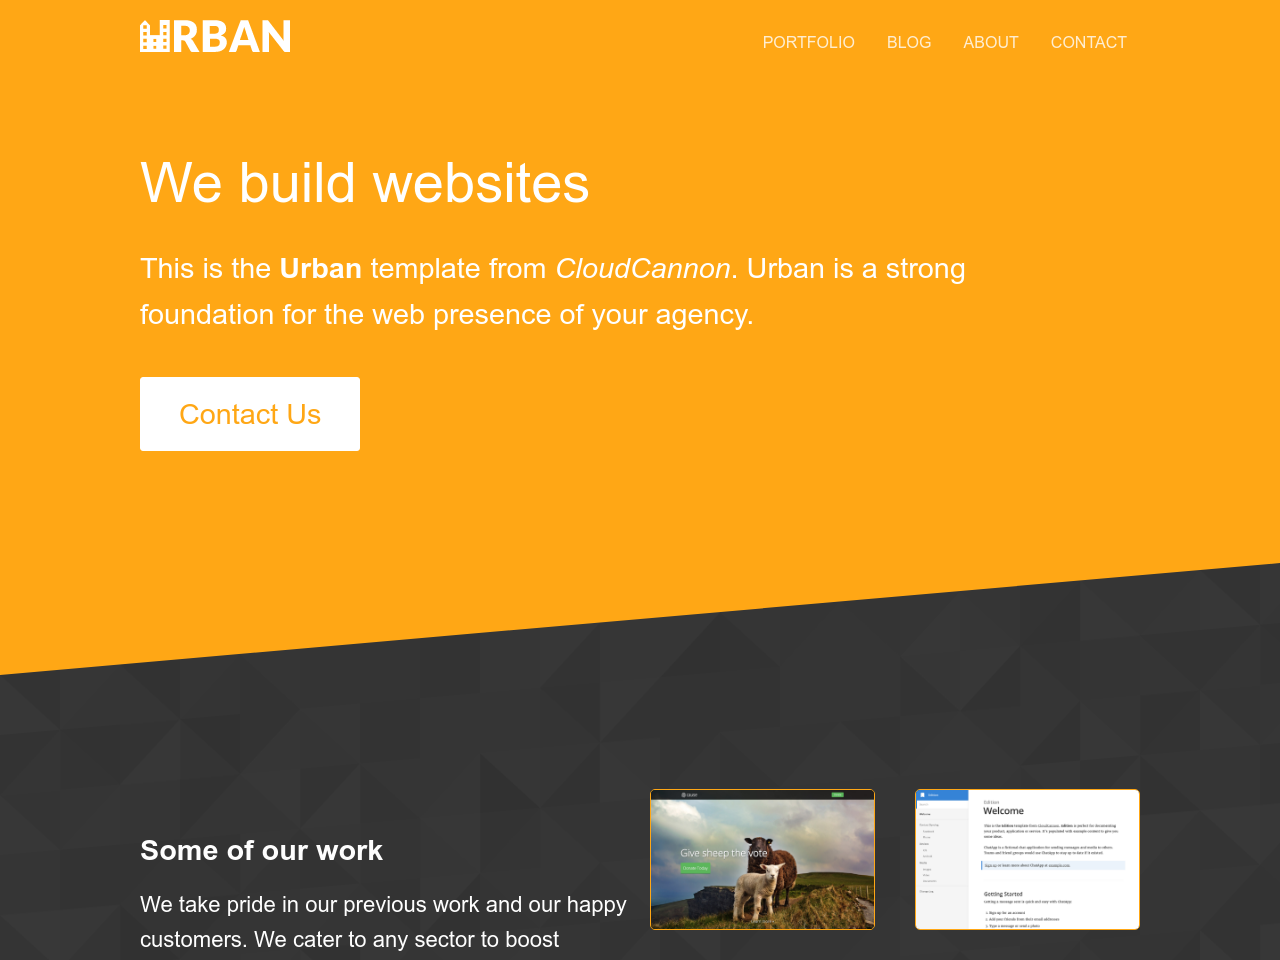 URBAN
PORTFOLIO BLOG ABOUT CONTACT
We build websites
This is the Urban template from CloudCannon. Urban is a strong
foundation for the web presence of your agency.
Contact Us
Some of our work
We take pride in our previous work and our happy
customers. We cater to any sector to boost
Give sheep the vote
Edition
Welcome
Getting Started